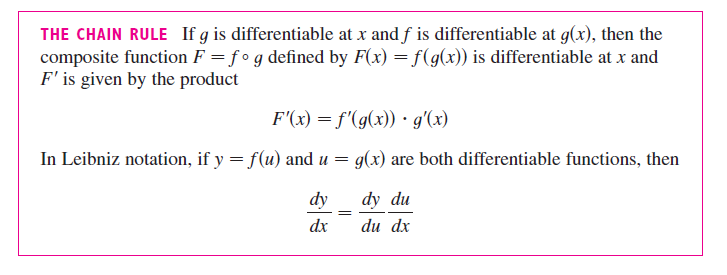 THE CHAIN RULE If g is differentiable at x and f is differentiable at g(x), then the
composite function F = f ∘ g defined by F(x) = f(g(x)) is differentiable at x and
F′ is given by the product
F′(x) = f′(g(x)) · g′(x)
In Leibniz notation, if y = f(u) and u = g(x) are both differentiable functions, then
dy/dx = dy/du du/dx